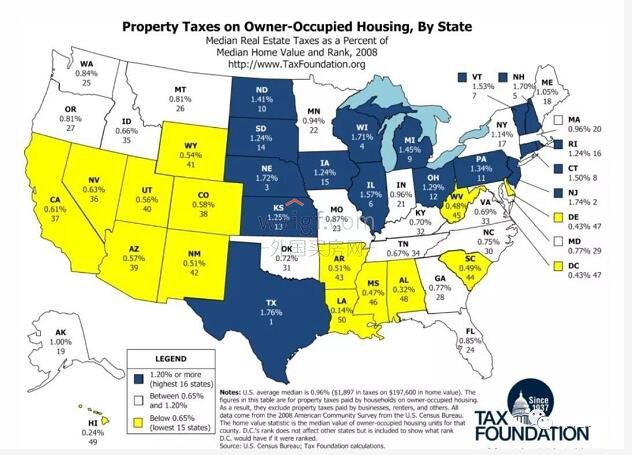 Property Taxes on Owner-Occupied Housing, By State
Median Real Estate Taxes as a Percent of
Median Home Value and Rank, 2008
http://www.TaxFoundation.org
WA
0.84%
25
OR
0.81%
27
ID
0.66%
35
MT
0.81%
26
ND
1.41%
10
SD
1.24%
14
WY
0.54%
41
NE
1.72%
3
NV
0.63%
36
CA
0.61%
37
UT
0.56%
40
CO
0.58%
38
KS
1.25%
13
AZ
0.57%
39
NM
0.51%
42
OK
0.72%
31
TX
1.76%
1
MN
0.94%
22
IA
1.24%
15
WI
1.71%
4
MI
1.45%
9
IL
1.57%
6
IN
0.96%
21
OH
1.29%
12
MO
0.87%
23
KY
0.70%
32
TN
0.67% 34
AR
0.51%
43
LA
0.14%
50
MS
0.47%
46
AL
0.32%
48
GA
0.77%
28
FL
0.85%
24
SC
0.49%
44
NC
0.75%
30
VA
0.69%
33
WV
0.48%
45
PA
1.34%
11
NY
1.14%
17
VT
1.53%
7
NH
1.70%
5
ME
1.05%
18
MA
0.96% 20
RI
1.24% 16
CT
1.50% 8
NJ
1.74% 2
DE
0.43% 47
MD
0.77% 29
DC
0.43% 47
AK
1.00%
19
HI
0.24%
49
外国买房网
LEGEND
1.20% or more
(highest 16 states)
Between 0.65%
and 1.20%
Below 0.65%
(lowest 15 states)
Notes: U.S. average median is 0.96% ($1,897 in taxes on $197,600 in home value). The
figures in this table are for property taxes paid by households on owner-occupied housing.
As a result, they exclude property taxes paid by businesses, renters, and others. All
data come from the 2008 American Community Survey from the U.S. Census Bureau.
The home value statistic is the median value of owner-occupied housing units for that
county. D.C.'s rank does not affect other states but is included to show what rank
D.C. would have if it were ranked.
Source: U.S. Census Bureau; Tax Foundation calculations.
Since
1937
TAX
FOUNDATION